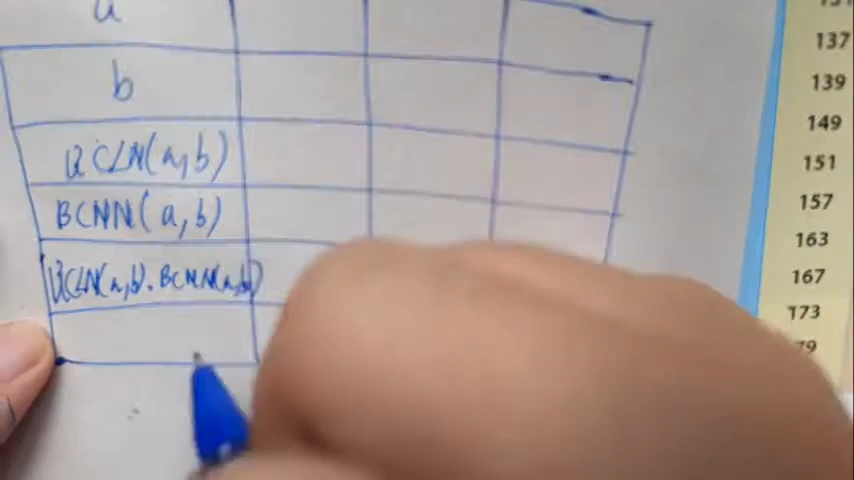 a
b
ƯCLN(a,b)
BCNN(a,b)
ƯCLN(a,b).BCNN(a,b)
137
139
149
151
157
163
167
173